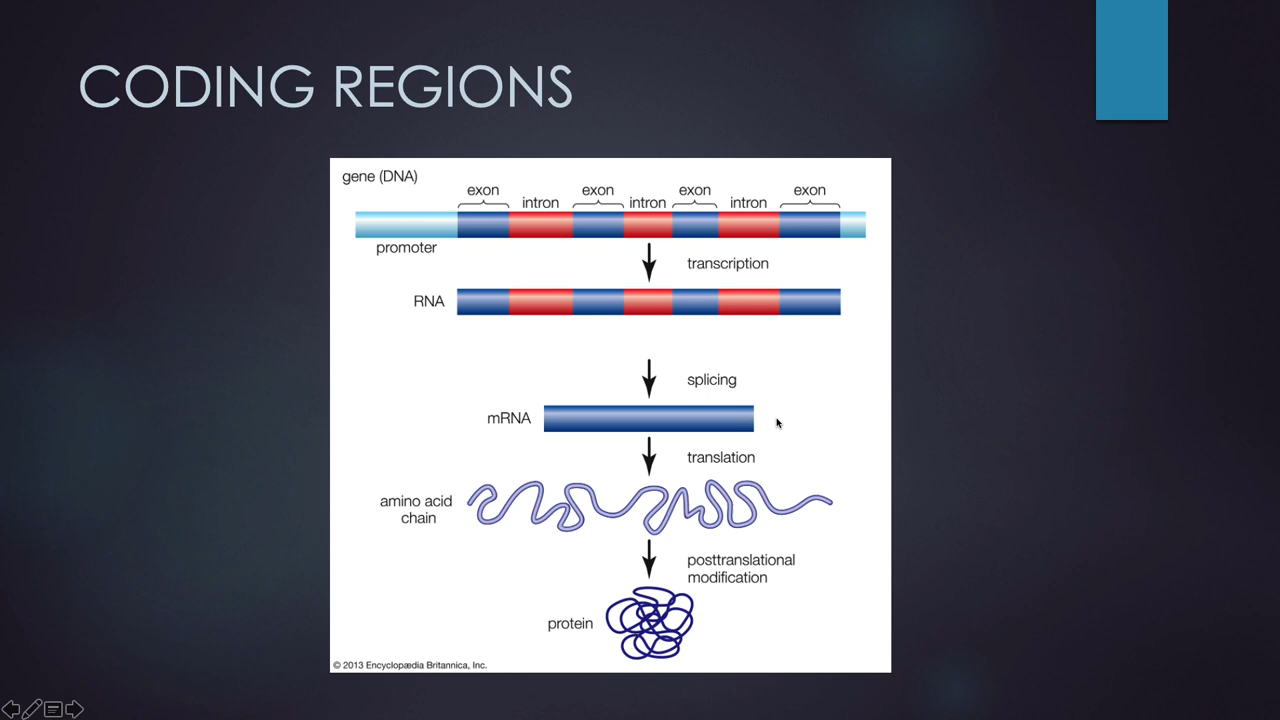 CODING REGIONS
gene (DNA)
exon
exon
exon
exon
intron
intron
intron
promoter
transcription
RNA
splicing
mRNA
translation
amino acid
chain
posttranslational
modification
protein
© 2013 Encyclopædia Britannica, Inc.